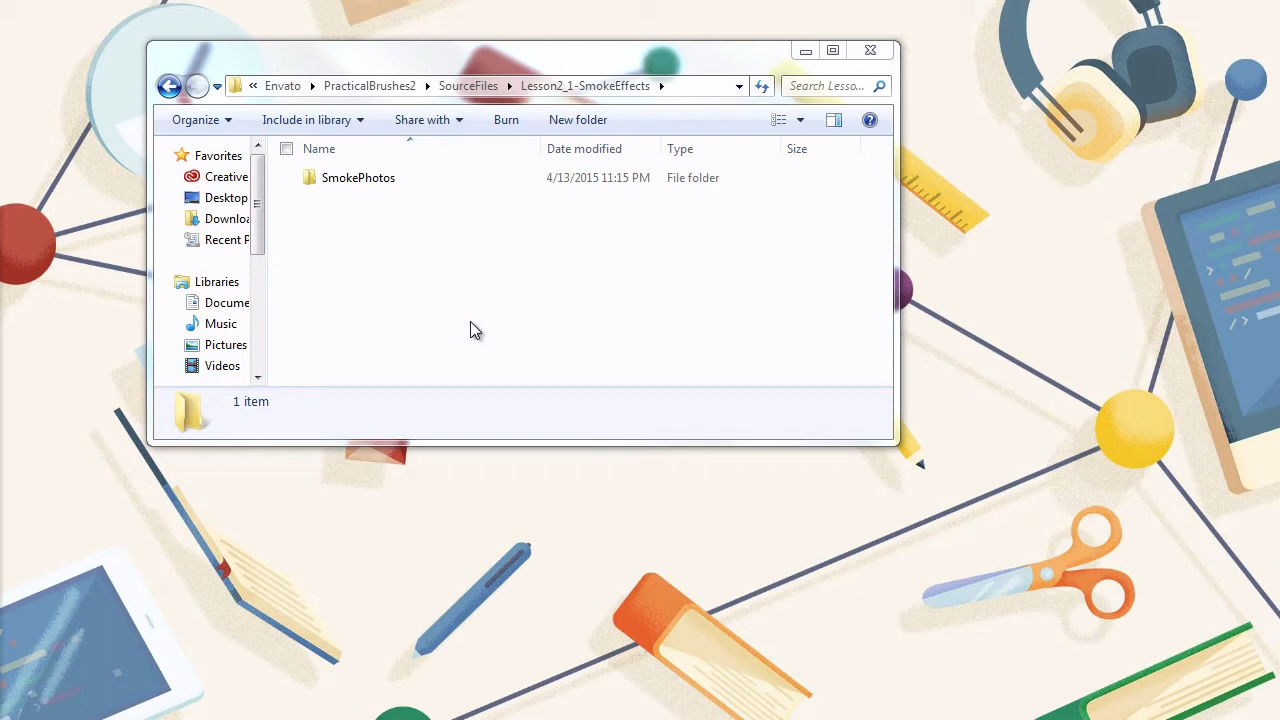 « Envato PracticalBrushes2 SourceFiles Lesson2_1-SmokeEffects Search Lesso...
Organize Include in library Share with Burn New folder
Name Date modified Type Size
SmokePhotos 4/13/2015 11:15 PM File folder
Favorites
Creative
Desktop
Downloa
Recent P
Libraries
Docume
Music
Pictures
Videos
1 item